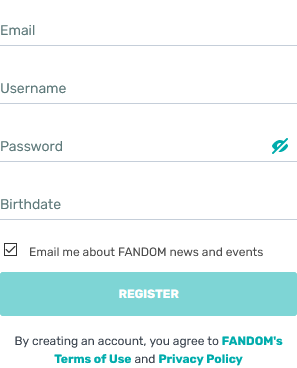 Email
Username
Password
Birthdate
Email me about FANDOM news and events
REGISTER
By creating an account, you agree to FANDOM's
Terms of Use and Privacy Policy